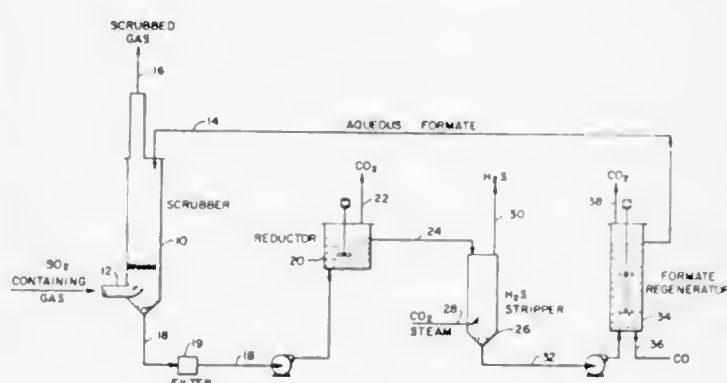 SCRUBBED
GAS
16
14
AQUEOUS FORMATE
CO2
H2S
CO2
22
30
38
SCRUBBER
10
REDUCTOR
20
24
SO2
CONTAINING
GAS
12
FORMATE
REGENERATOR
H2S
STRIPPER
CO2
STEAM
28
26
34
18
19
18
32
36
CO
FILTER